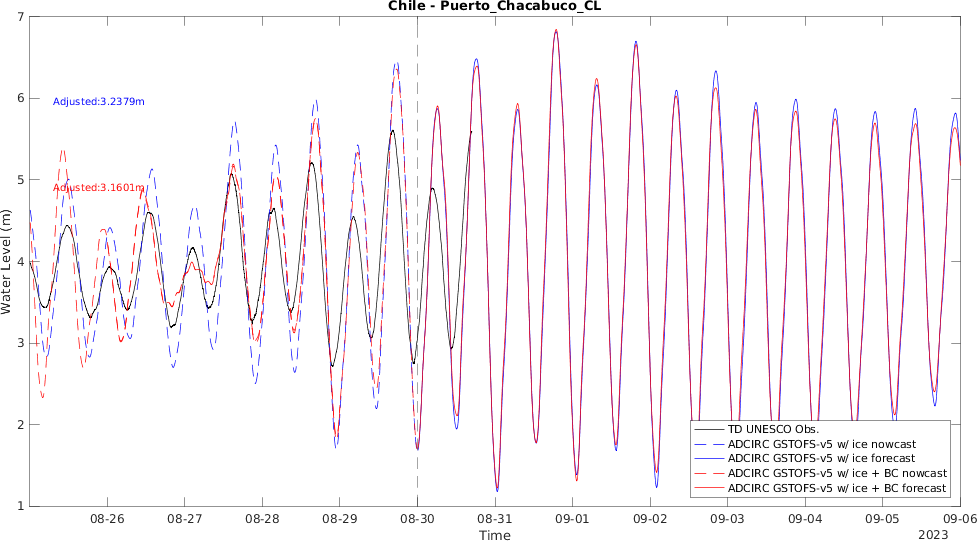 Chile - Puerto_Chacabuco_CL
7
6
5
4
3
2
1
Water Level (m)
Adjusted:3.2379m
Adjusted:3.1601m
TD UNESCO Obs.
ADCIRC GSTOFS-v5 w/ ice nowcast
ADCIRC GSTOFS-v5 w/ ice forecast
ADCIRC GSTOFS-v5 w/ ice + BC nowcast
ADCIRC GSTOFS-v5 w/ ice + BC forecast
08-26 08-27 08-28 08-29 08-30 08-31 09-01 09-02 09-03 09-04 09-05 09-06
Time
2023